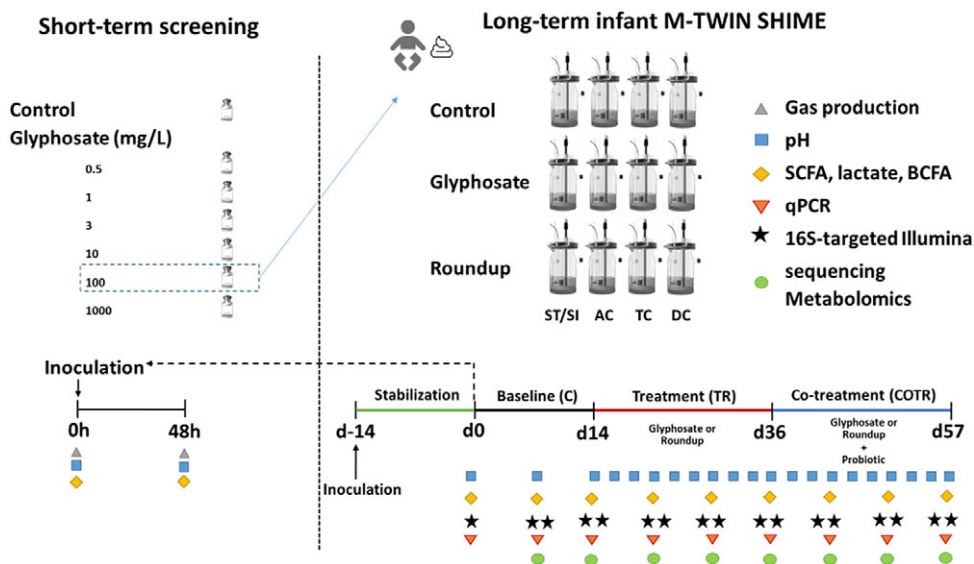 Short-term screening
Control
Glyphosate (mg/L)
0.5
1
3
10
100
1000
Inoculation
0h
48h
Long-term infant M-TWIN SHIME
Control
Glyphosate
Roundup
ST/SI AC TC DC
Gas production
pH
SCFA, lactate, BCFA
qPCR
16S-targeted Illumina
sequencing
Metabolomics
Stabilization
Baseline (C)
Treatment (TR)
Co-treatment (COTR)
d-14
d0
d14
d36
d57
Glyphosate or
Roundup
Glyphosate or
Roundup
+
Probiotic
Inoculation